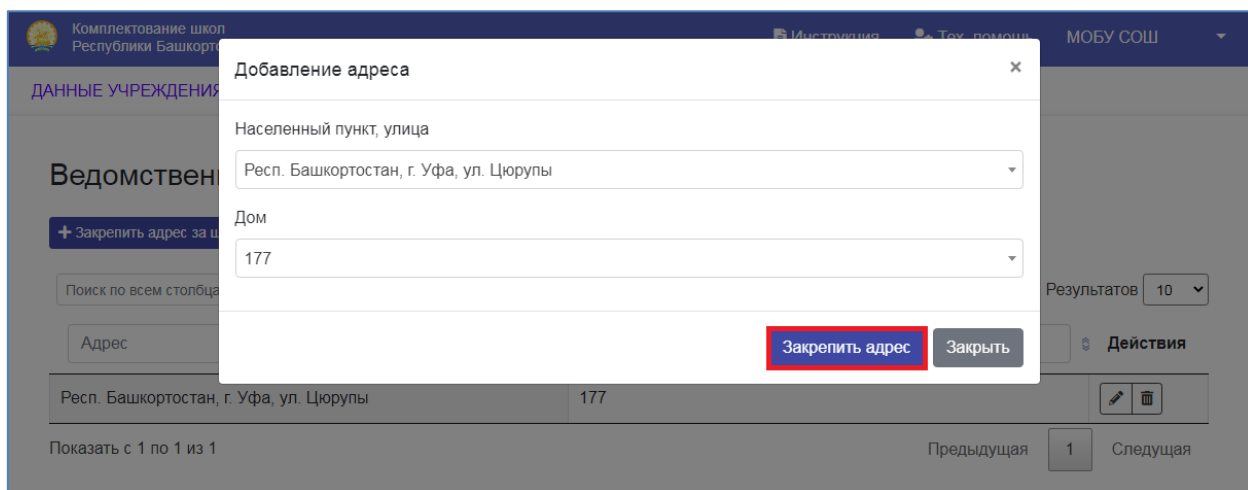 Комплектование школ
Республики Башкорто
Инструкция
Тех. помощь
МОБУ СОШ
ДАННЫЕ УЧРЕЖДЕНИЯ
Добавление адреса
×
Населенный пункт, улица
Респ. Башкортостан, г. Уфа, ул. Цюрупы
Дом
177
Закрепить адрес
Закрыть
Ведомствен
+ Закрепить адрес за ш
Поиск по всем столбца
Результатов 10
Адрес
Действия
Респ. Башкортостан, г. Уфа, ул. Цюрупы 177
Показать с 1 по 1 из 1
Предыдущая 1 Следущая